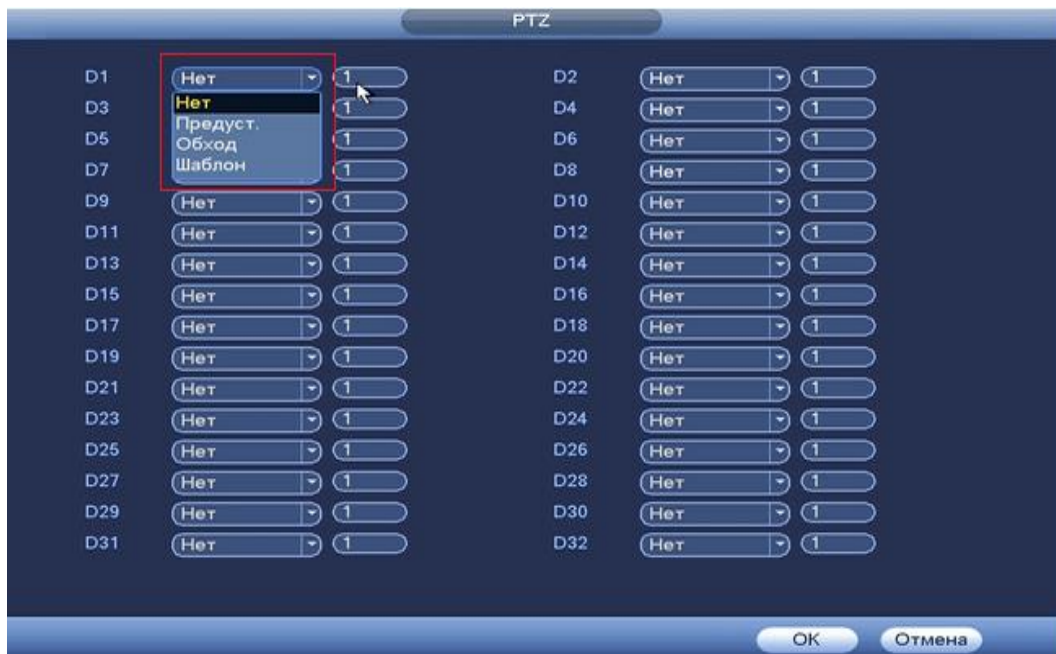 PTZ
D1 Нет 1 D2 Нет 1
Нет
D3 1 D4 Нет 1
Предуст.
D5 1 D6 Нет 1
Обход
Шаблон
D7 1 D8 Нет 1
D9 Нет 1 D10 Нет 1
D11 Нет 1 D12 Нет 1
D13 Нет 1 D14 Нет 1
D15 Нет 1 D16 Нет 1
D17 Нет 1 D18 Нет 1
D19 Нет 1 D20 Нет 1
D21 Нет 1 D22 Нет 1
D23 Нет 1 D24 Нет 1
D25 Нет 1 D26 Нет 1
D27 Нет 1 D28 Нет 1
D29 Нет 1 D30 Нет 1
D31 Нет 1 D32 Нет 1
OK Отмена